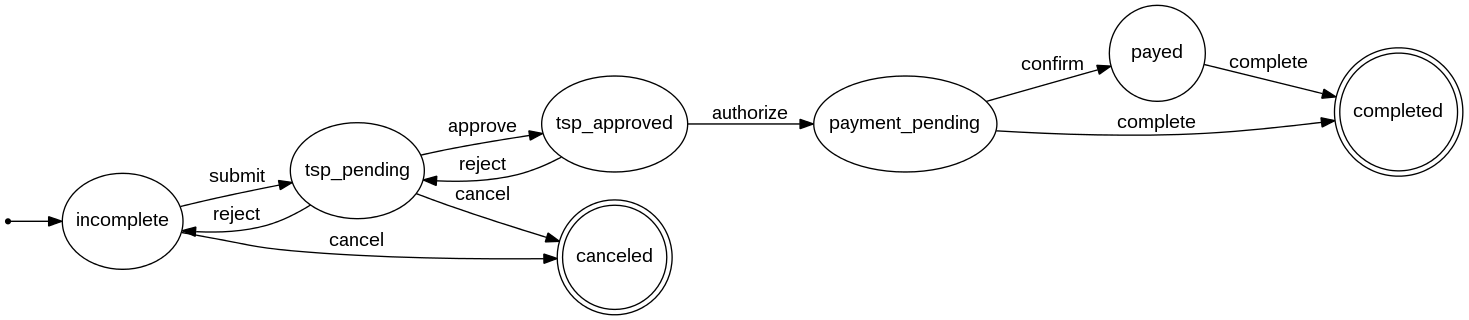 incomplete
submit
reject
cancel
tsp_pending
approve
reject
cancel
tsp_approved
canceled
authorize
payment_pending
confirm
complete
payed
complete
completed